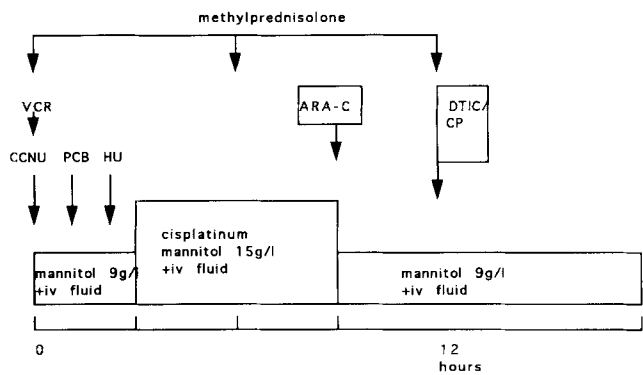 methylprednisolone
VCR
ARA-C
DTIC/
CP
CCNU PCB HU
cisplatinum
mannitol 15g/l
+iv fluid
mannitol 9g/l
+iv fluid
mannitol 9g/l
+iv fluid
0
12
hours